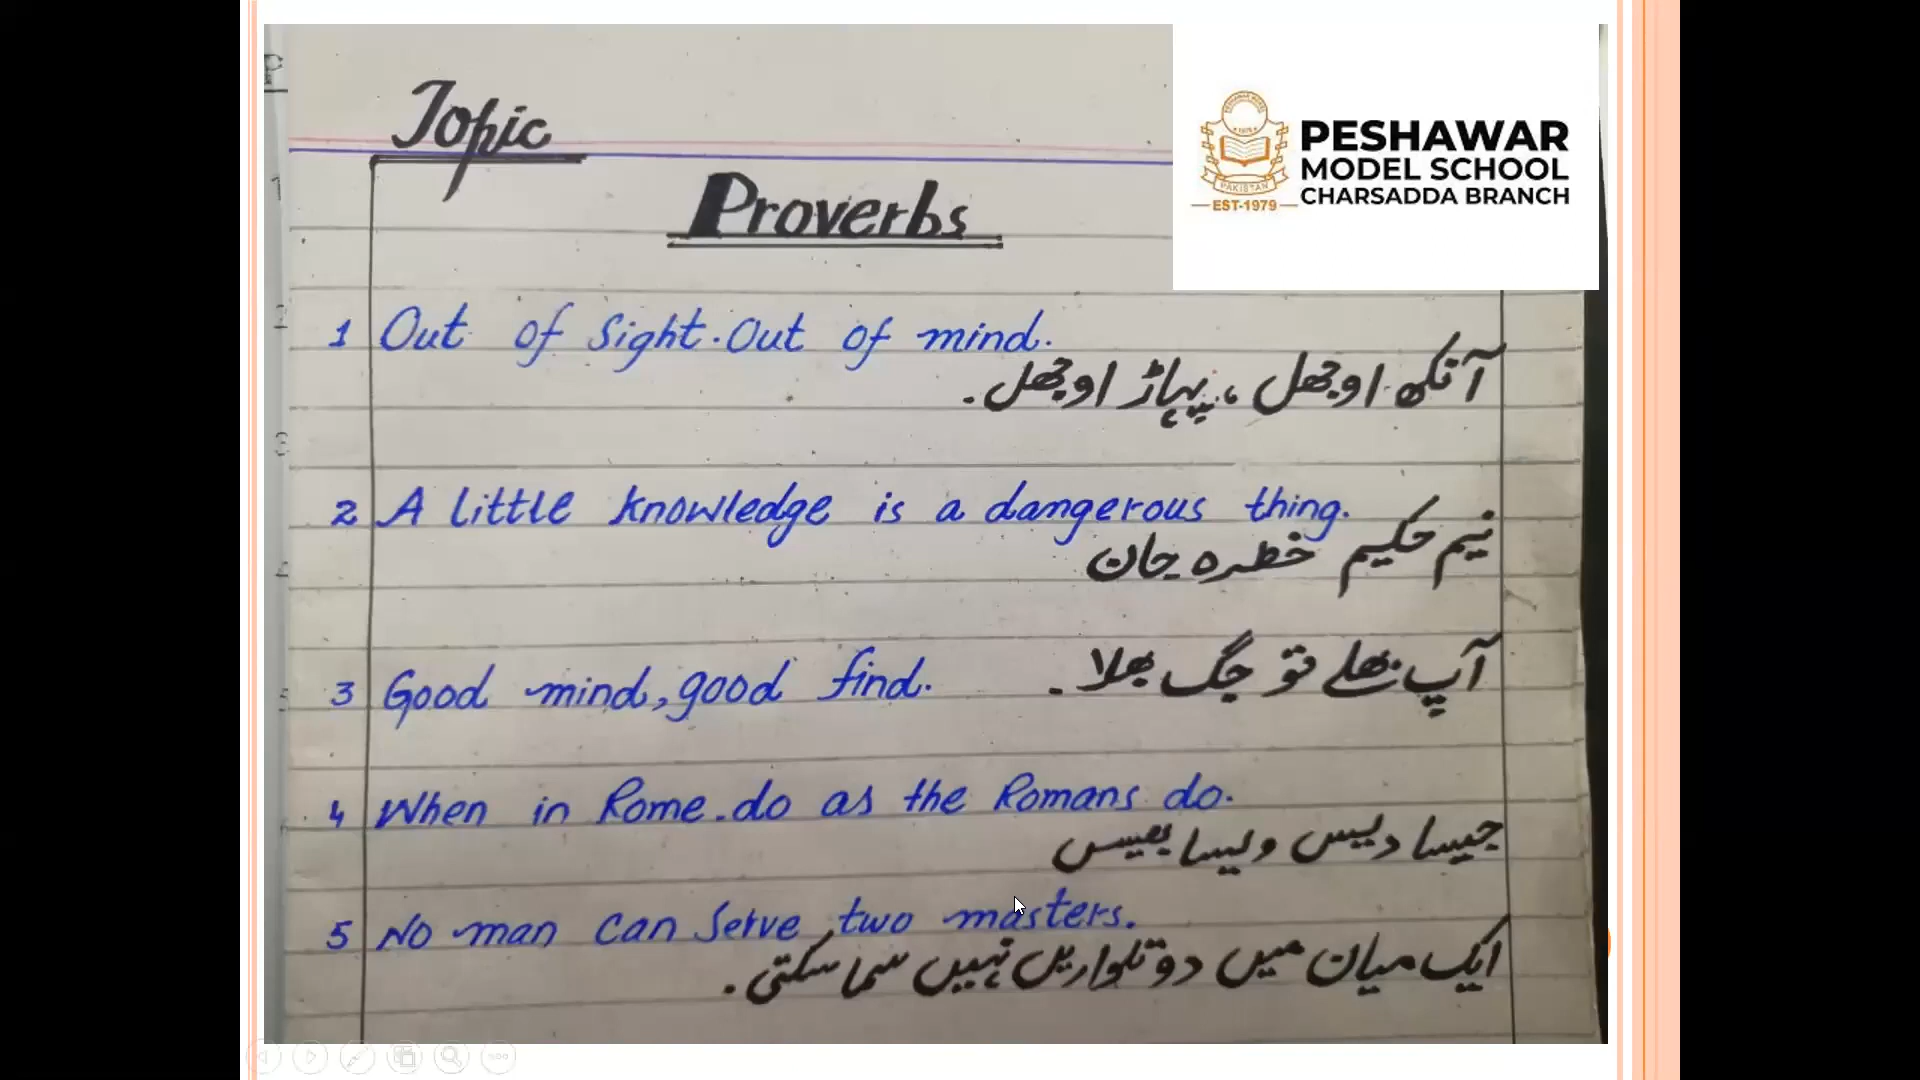 Topic
PESHAWAR
MODEL SCHOOL
CHARSADDA BRANCH
1979
PAKISTAN
EST-1979
Proverbs
1 Out of sight. Out of mind.
آنکھ اوجھل ، پہاڑ اوجھل .
2 A little knowledge is a dangerous thing.
نیم حکیم خطرہ جان
3 Good mind, good find. آپ بھلے تو جگ بھلا .
4 When in Rome. do as the Romans do.
جیسا دیس ویسا بھیس
5 No man can serve two masters.
ایک میان میں دو تلواریں نہیں سما سکتی .